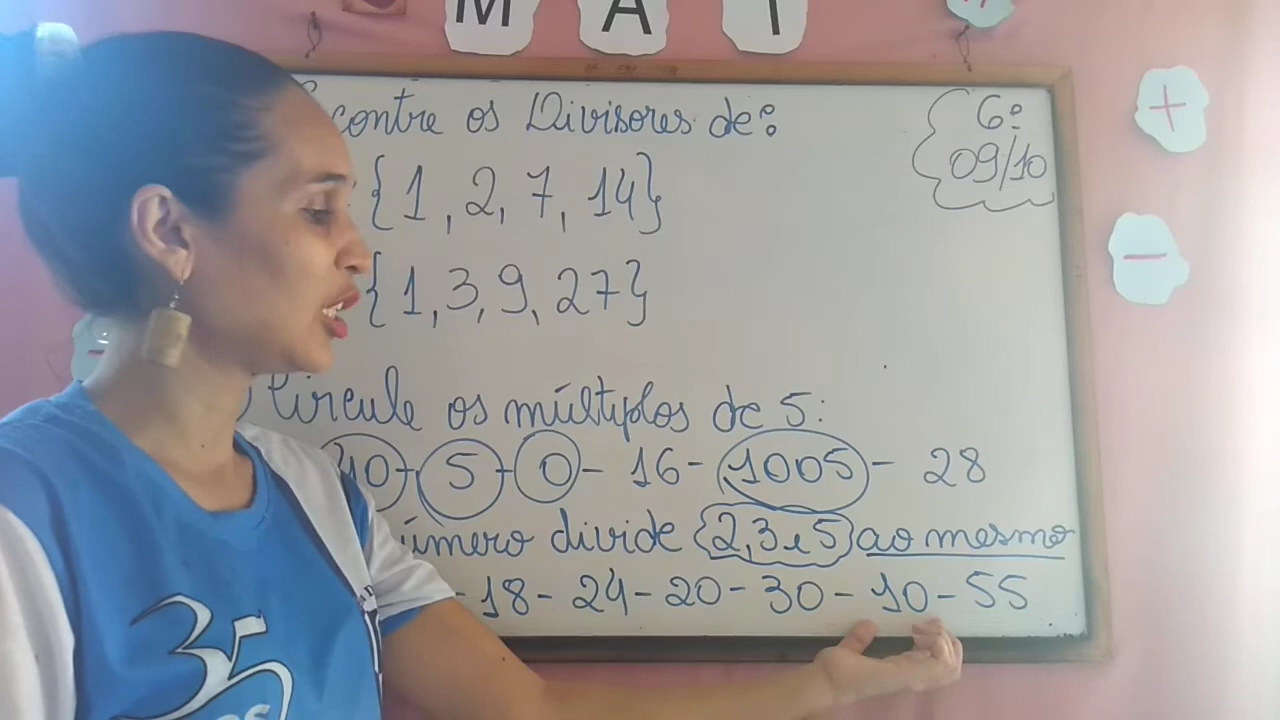 M A T
contre os Divisores de:
6º
09/10
{1, 2, 7, 14}
{1, 3, 9, 27}
Circule os múltiplos de 5:
10 - 5 - 0 - 16 - 1005 - 28
úmero divide {2,3 e 5} ao mesmo
- 18 - 24 - 20 - 30 - 10 - 55
35
+
-
-